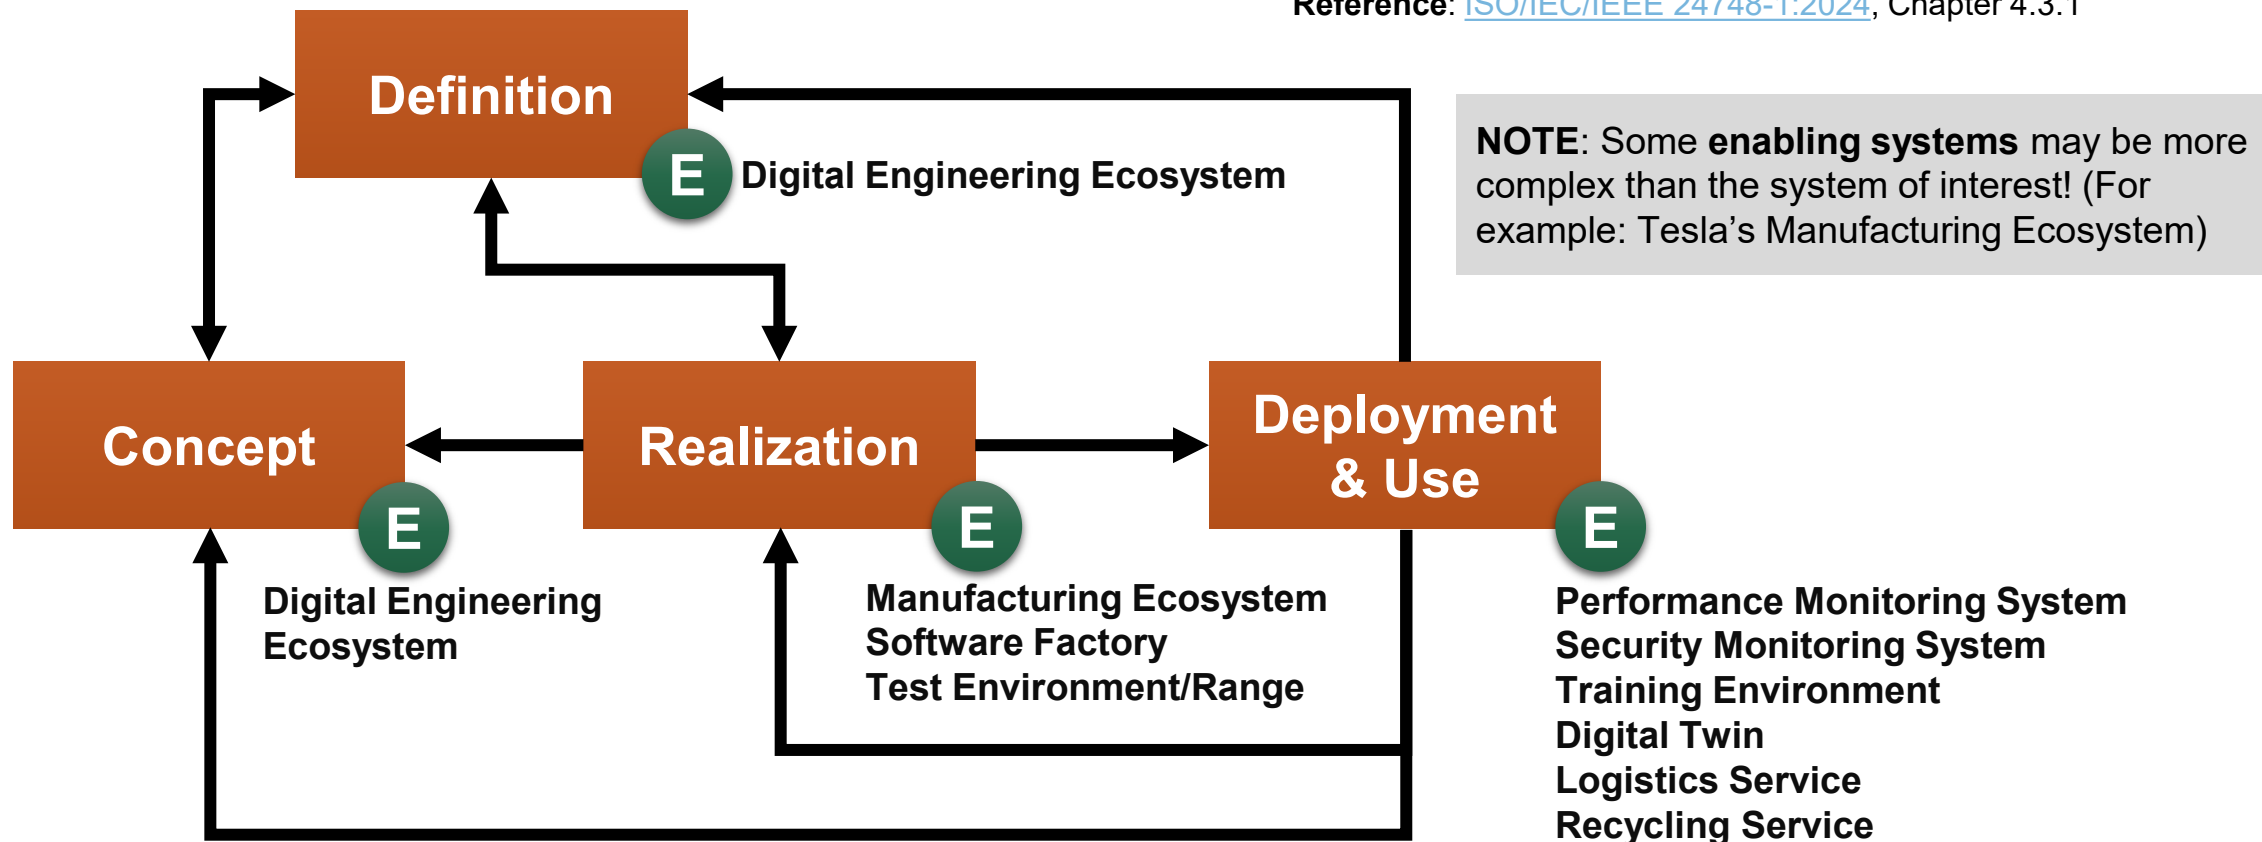 Reference: ISO/IEC/IEEE 24748-1:2024, Chapter 4.3.1
Definition
E
Digital Engineering Ecosystem
NOTE: Some enabling systems may be more
complex than the system of interest! (For
example: Tesla’s Manufacturing Ecosystem)
Concept
E
Digital Engineering
Ecosystem
Realization
E
Manufacturing Ecosystem
Software Factory
Test Environment/Range
Deployment
& Use
E
Performance Monitoring System
Security Monitoring System
Training Environment
Digital Twin
Logistics Service
Recycling Service